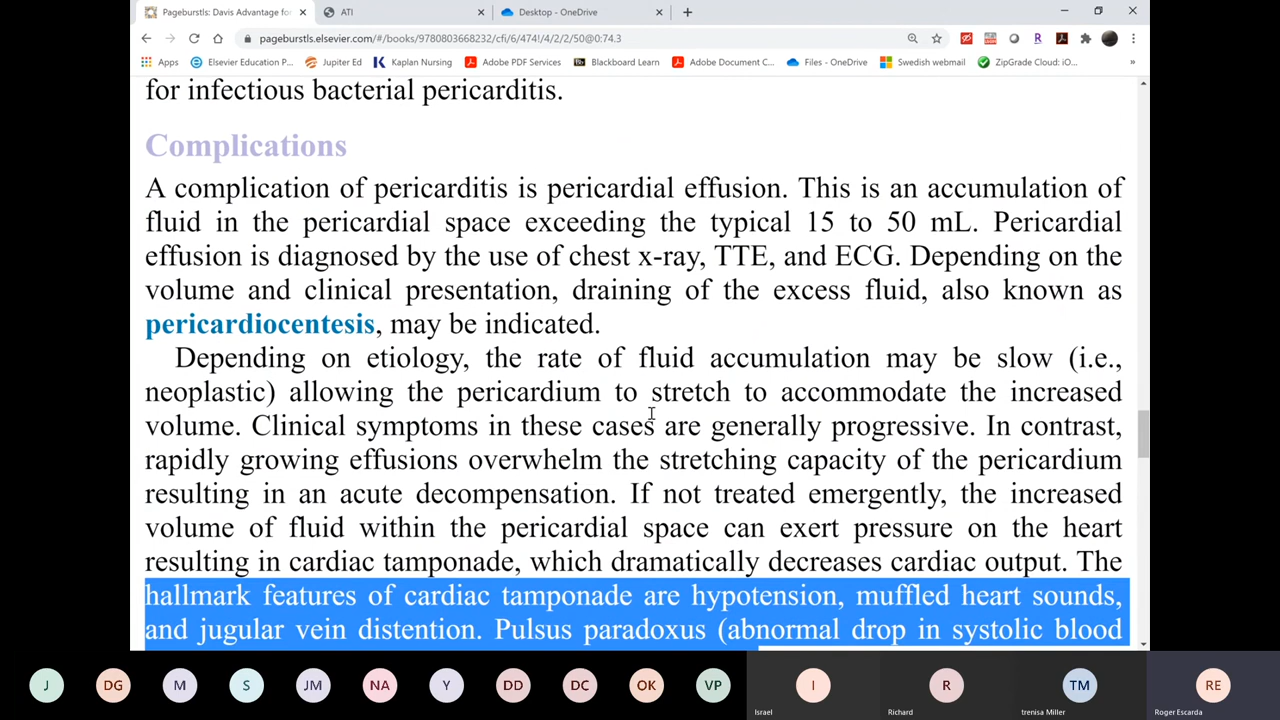 Pageburstls: Davis Advantage for
ATI
Desktop - OneDrive
pageburstls.elsevier.com/#/books/9780803668232/cfi/6/474!/4/2/2/50@0:74.3
Apps
Elsevier Education P...
Jupiter Ed
Kaplan Nursing
Adobe PDF Services
Blackboard Learn
Adobe Document C...
Files - OneDrive
Swedish webmail
ZipGrade Cloud: iO...
for infectious bacterial pericarditis.
Complications
A complication of pericarditis is pericardial effusion. This is an accumulation of
fluid in the pericardial space exceeding the typical 15 to 50 mL. Pericardial
effusion is diagnosed by the use of chest x-ray, TTE, and ECG. Depending on the
volume and clinical presentation, draining of the excess fluid, also known as
pericardiocentesis, may be indicated.
Depending on etiology, the rate of fluid accumulation may be slow (i.e.,
neoplastic) allowing the pericardium to stretch to accommodate the increased
volume. Clinical symptoms in these cases are generally progressive. In contrast,
rapidly growing effusions overwhelm the stretching capacity of the pericardium
resulting in an acute decompensation. If not treated emergently, the increased
volume of fluid within the pericardial space can exert pressure on the heart
resulting in cardiac tamponade, which dramatically decreases cardiac output. The
hallmark features of cardiac tamponade are hypotension, muffled heart sounds,
and jugular vein distention. Pulsus paradoxus (abnormal drop in systolic blood
J
DG
M
S
JM
NA
Y
DD
DC
OK
VP
I
R
TM
RE
Israel
Richard
trenisa Miller
Roger Escarda